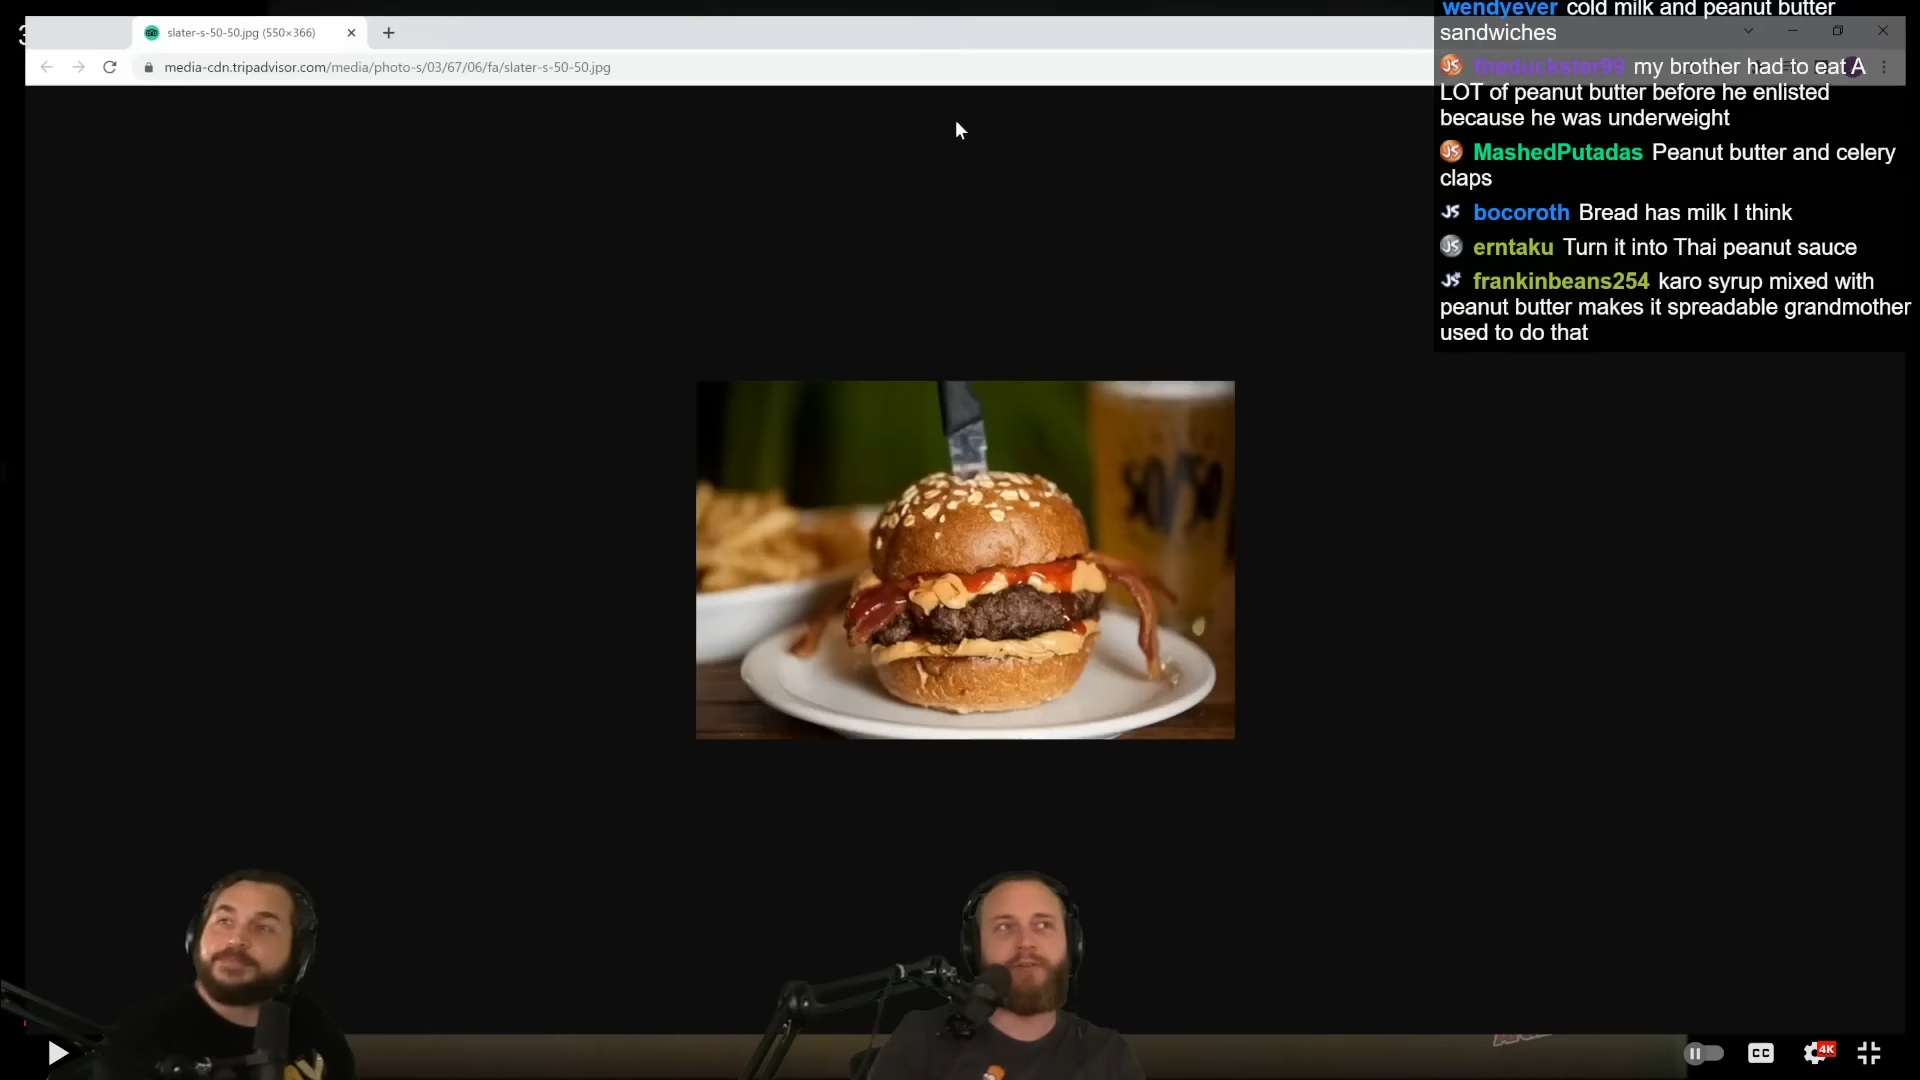 slater-s-50-50.jpg (550×366)
media-cdn.tripadvisor.com/media/photo-s/03/67/06/fa/slater-s-50-50.jpg
wendyever cold milk and peanut butter
sandwiches
theduckster99 my brother had to eat A
LOT of peanut butter before he enlisted
because he was underweight
MashedPutadas Peanut butter and celery
claps
bocoroth Bread has milk I think
erntaku Turn it into Thai peanut sauce
frankinbeans254 karo syrup mixed with
peanut butter makes it spreadable grandmother
used to do that
CC
4K